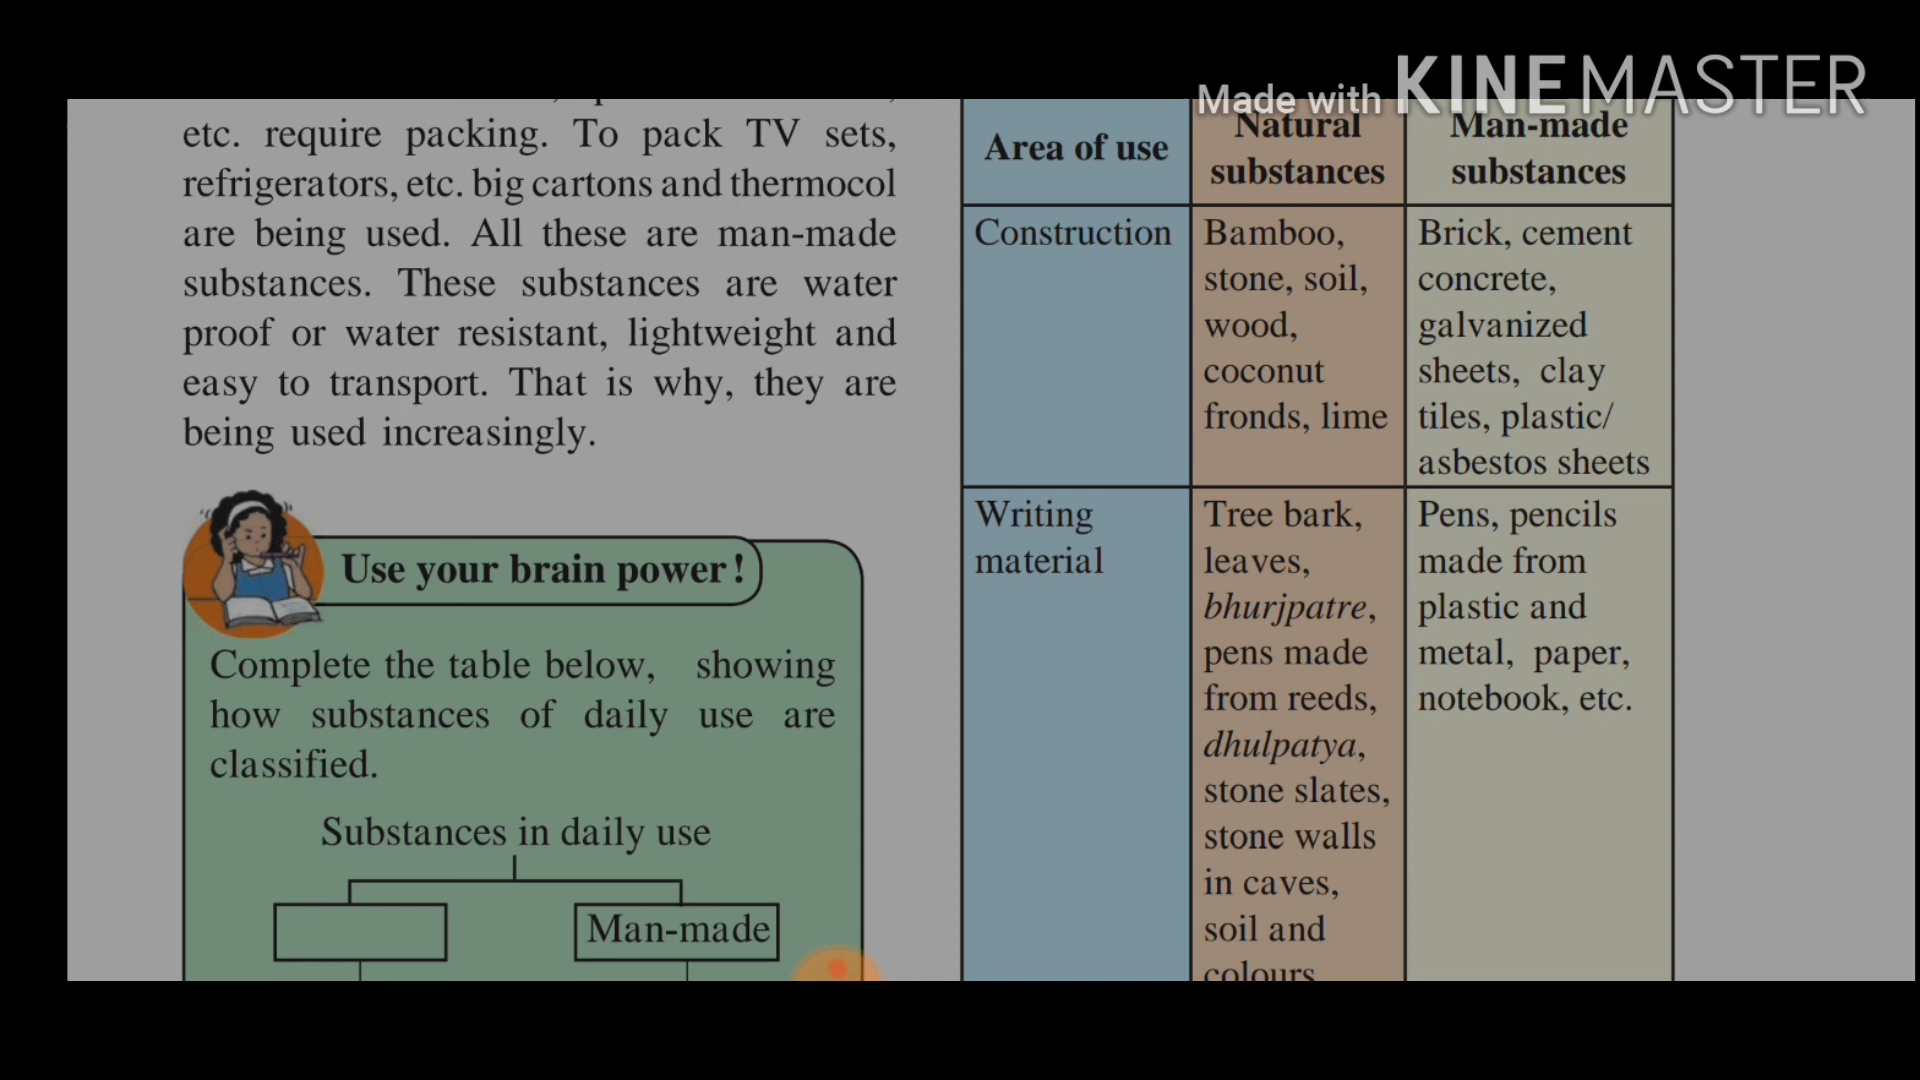 Made with KINEMASTER
etc. require packing. To pack TV sets,
refrigerators, etc. big cartons and thermocol
are being used. All these are man-made
substances. These substances are water
proof or water resistant, lightweight and
easy to transport. That is why, they are
being used increasingly.
Use your brain power!
Complete the table below, showing
how substances of daily use are
classified.
Substances in daily use
Man-made
Area of use
Natural
substances
Man-made
substances
Construction
Bamboo,
stone, soil,
wood,
coconut
fronds, lime
Brick, cement
concrete,
galvanized
sheets, clay
tiles, plastic/
asbestos sheets
Writing
material
Tree bark,
leaves,
bhurjpatre,
pens made
from reeds,
dhulpatya,
stone slates,
stone walls
in caves,
soil and
colours
Pens, pencils
made from
plastic and
metal, paper,
notebook, etc.